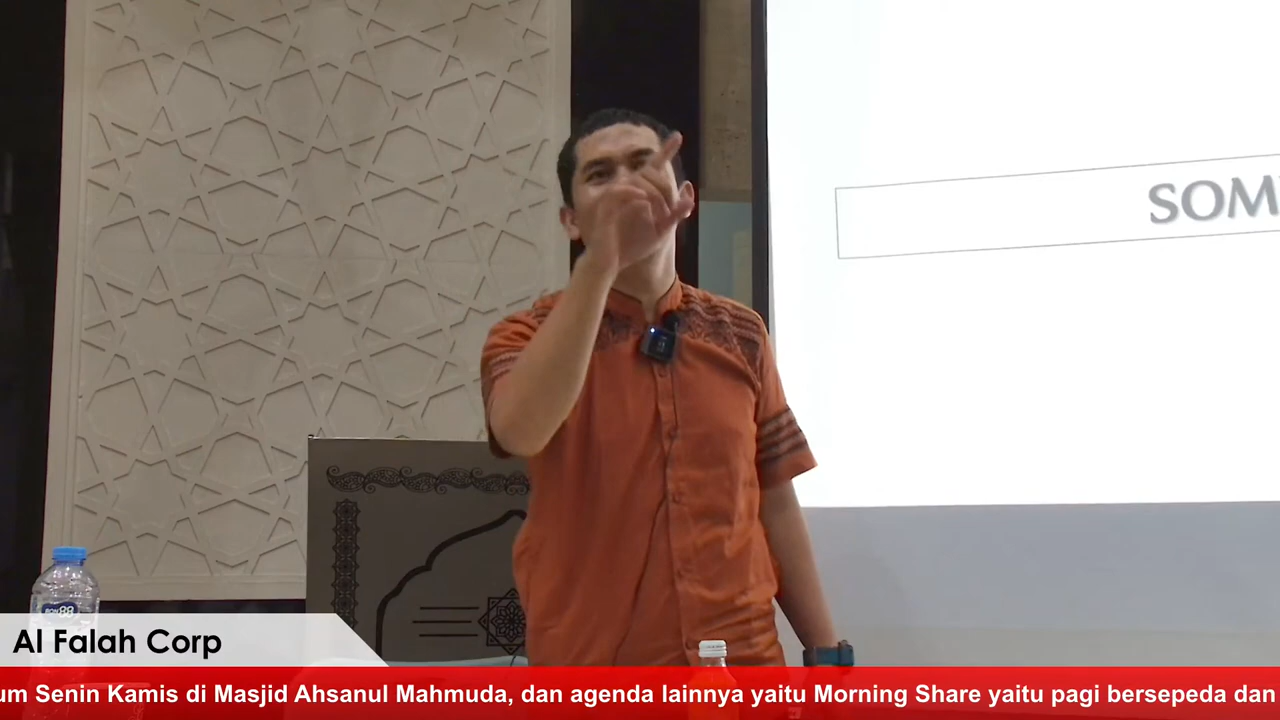 SOM
RON88
Al Falah Corp
um Senin Kamis di Masjid Ahsanul Mahmuda, dan agenda lainnya yaitu Morning Share yaitu pagi bersepeda dan